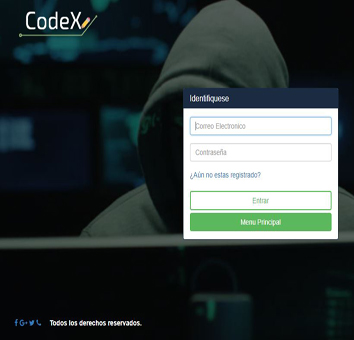 CodeX
Identifiquese
Correo Electronico
Contraseña
¿Aún no estas registrado?
Entrar
Menu Principal
Todos los derechos reservados.